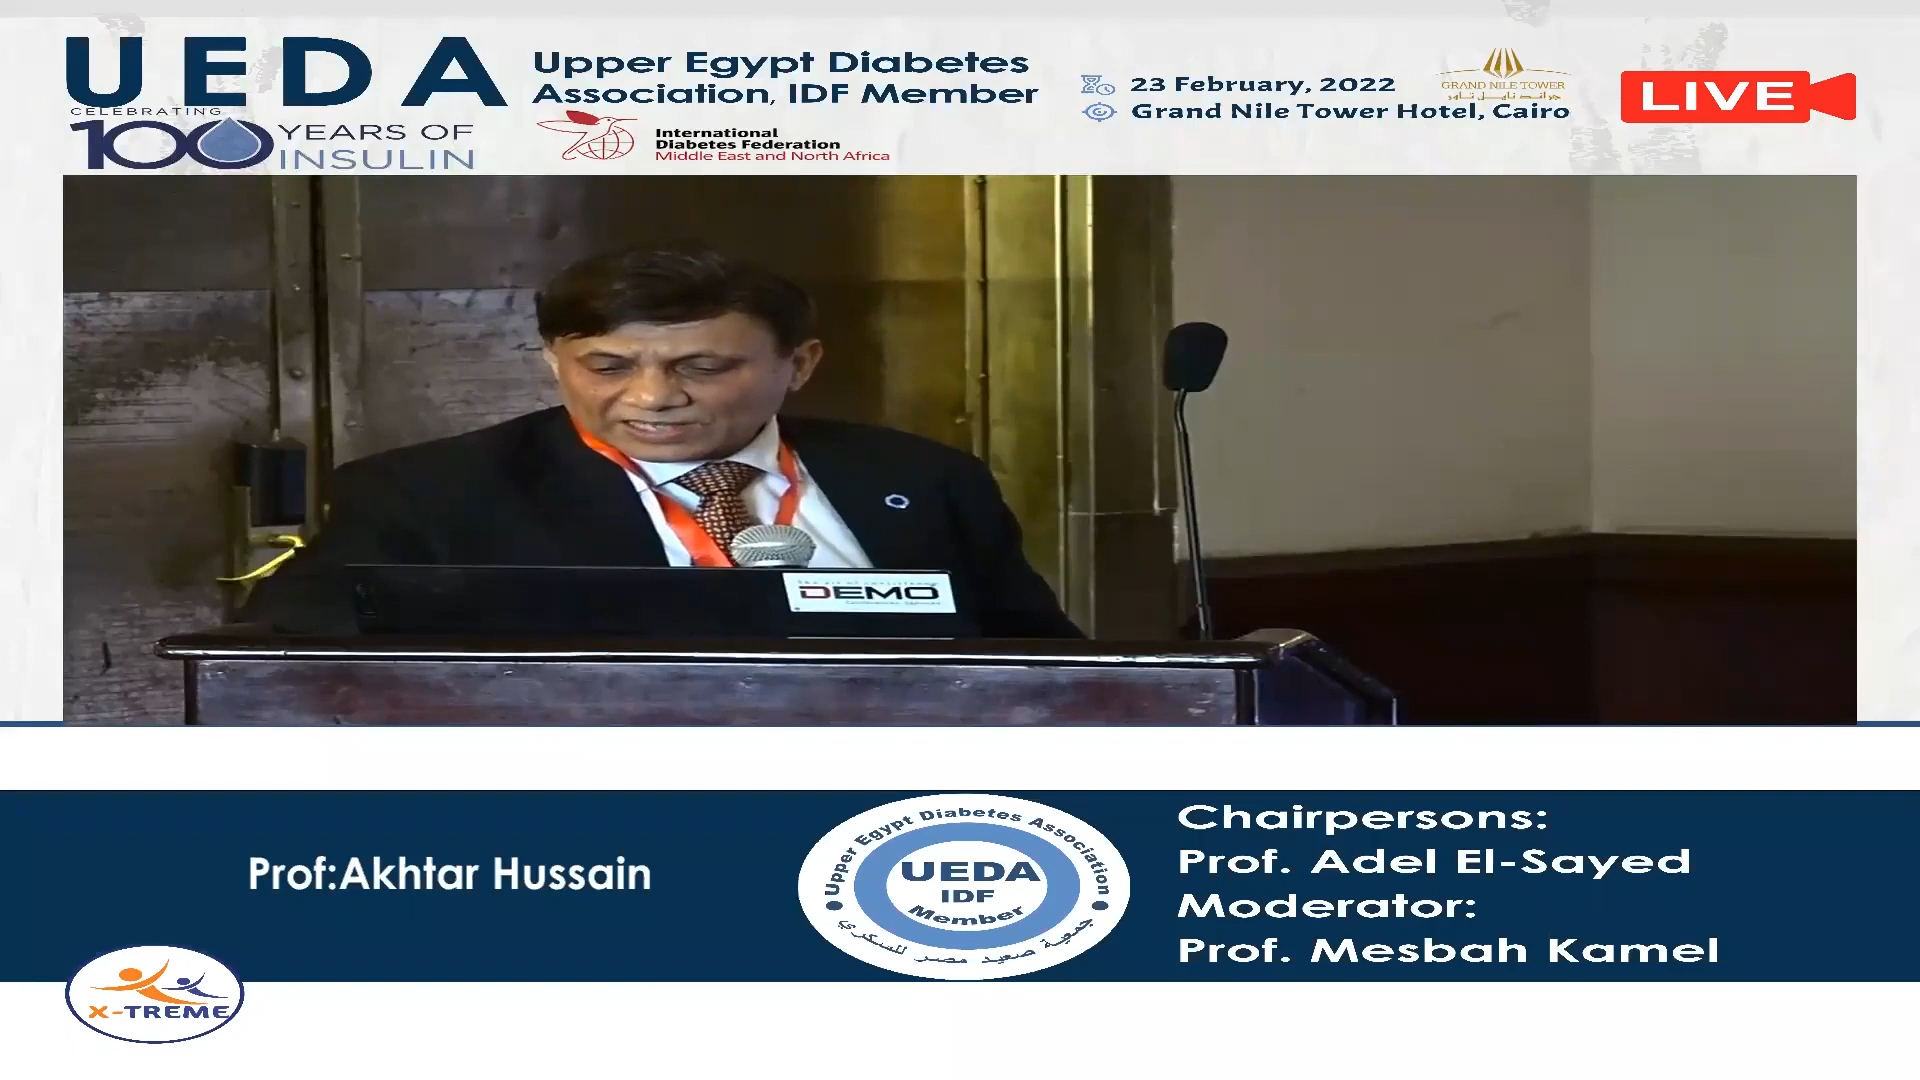 UEDA
CELEBRATING
100 YEARS OF
INSULIN
Upper Egypt Diabetes
Association, IDF Member
International
Diabetes Federation
Middle East and North Africa
23 February, 2022
Grand Nile Tower Hotel, Cairo
GRAND NILE TOWER
جراند نايل تاور
LIVE
DEMO
Prof:Akhtar Hussain
Upper Egypt Diabetes Association
UEDA
IDF
Member
جمعية صعيد مصر للسكري
Chairpersons:
Prof. Adel El-Sayed
Moderator:
Prof. Mesbah Kamel
X-TREME